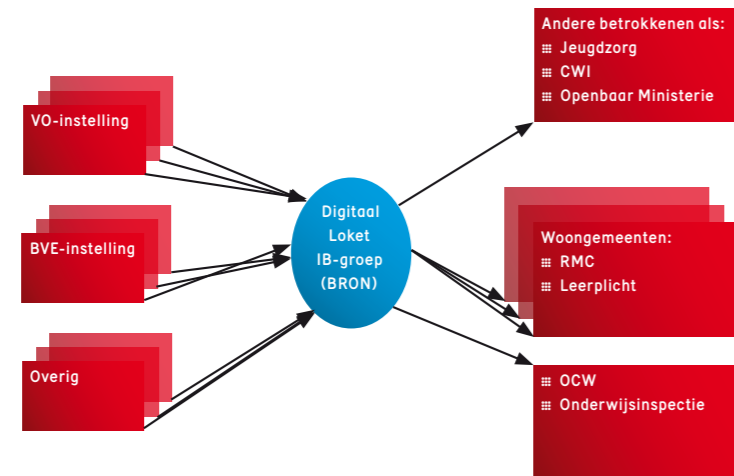 VO-instelling
BVE-instelling
Overig
Digitaal
Loket
IB-groep
(BRON)
Andere betrokkenen als:
Jeugdzorg
CWI
Openbaar Ministerie
Woongemeenten:
RMC
Leerplicht
OCW
Onderwijsinspectie